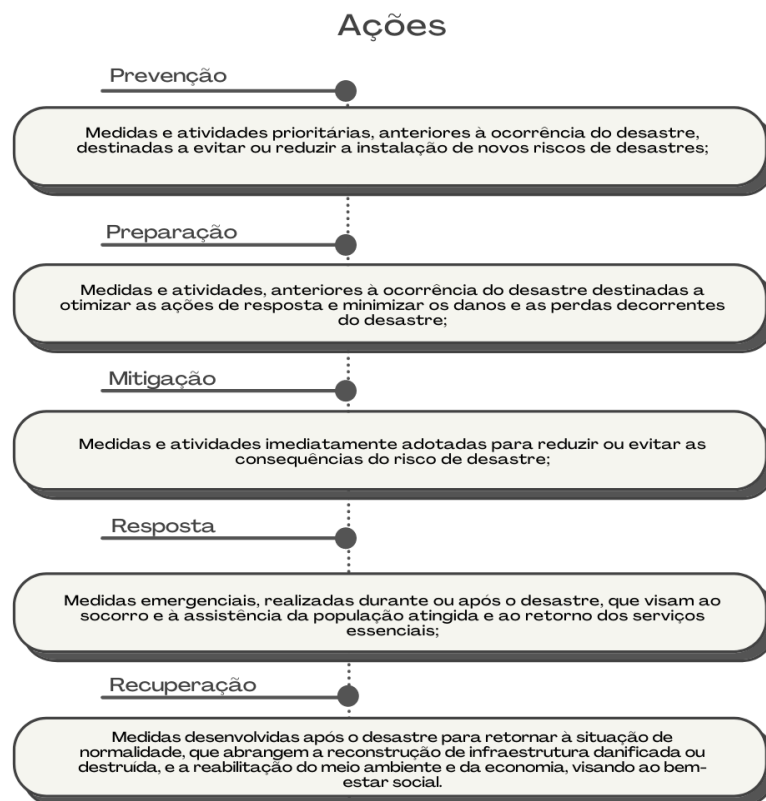 Ações
Prevenção
Medidas e atividades prioritárias, anteriores à ocorrência do desastre,
destinadas a evitar ou reduzir a instalação de novos riscos de desastres;
Preparação
Medidas e atividades, anteriores à ocorrência do desastre destinadas a
otimizar as ações de resposta e minimizar os danos e as perdas decorrentes
do desastre;
Mitigação
Medidas e atividades imediatamente adotadas para reduzir ou evitar as
consequências do risco de desastre;
Resposta
Medidas emergenciais, realizadas durante ou após o desastre, que visam ao
socorro e à assistência da população atingida e ao retorno dos serviços
essenciais;
Recuperação
Medidas desenvolvidas após o desastre para retornar à situação de
normalidade, que abrangem a reconstrução de infraestrutura danificada ou
destruída, e a reabilitação do meio ambiente e da economia, visando ao bem-
estar social.